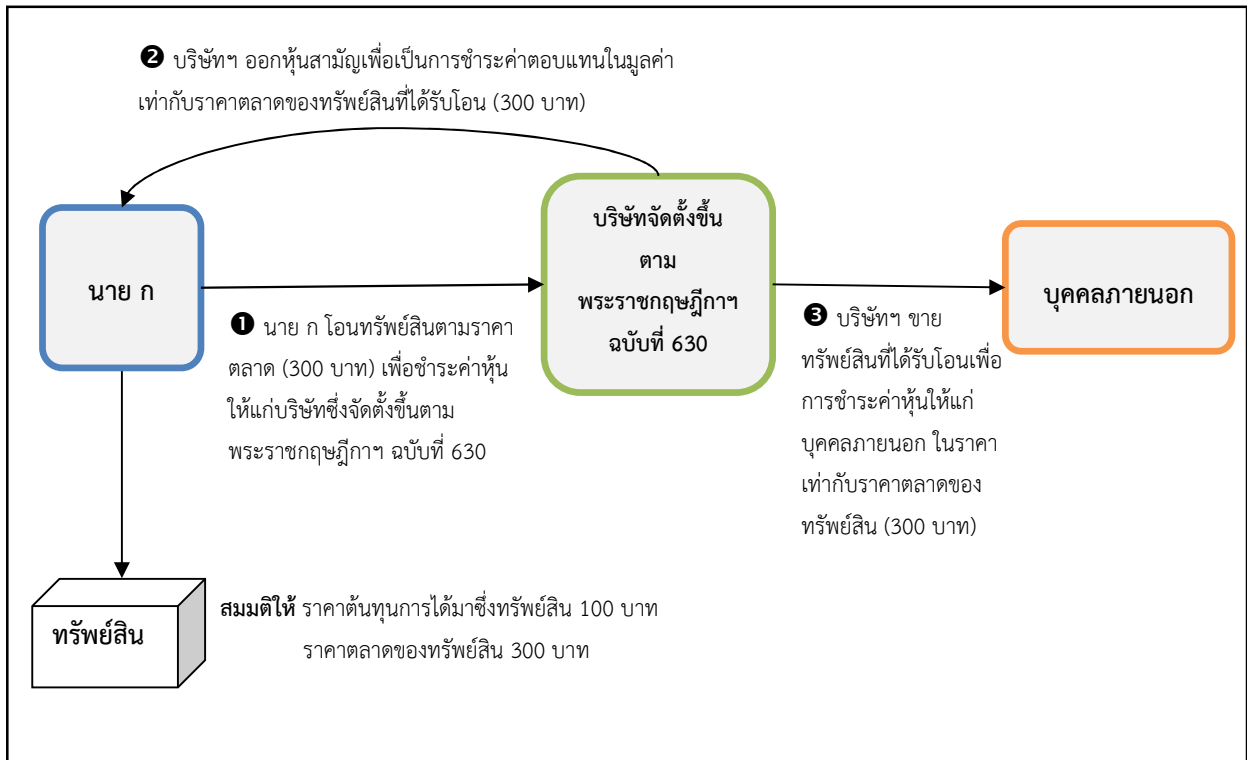 ❷ บริษัทฯ ออกหุ้นสามัญเพื่อเป็นการชำระค่าตอบแทนในมูลค่า
เท่ากับราคาตลาดของทรัพย์สินที่ได้รับโอน (300 บาท)
นาย ก
บริษัทจัดตั้งขึ้น
ตาม
พระราชกฤษฎีกาฯ
ฉบับที่ 630
บุคคลภายนอก
❶ นาย ก โอนทรัพย์สินตามราคา
ตลาด (300 บาท) เพื่อชำระค่าหุ้น
ให้แก่บริษัทซึ่งจัดตั้งขึ้นตาม
พระราชกฤษฎีกาฯ ฉบับที่ 630
❸ บริษัทฯ ขาย
ทรัพย์สินที่ได้รับโอนเพื่อ
การชำระค่าหุ้นให้แก่
บุคคลภายนอก ในราคา
เท่ากับราคาตลาดของ
ทรัพย์สิน (300 บาท)
ทรัพย์สิน
สมมติให้ ราคาต้นทุนการได้มาซึ่งทรัพย์สิน 100 บาท
ราคาตลาดของทรัพย์สิน 300 บาท